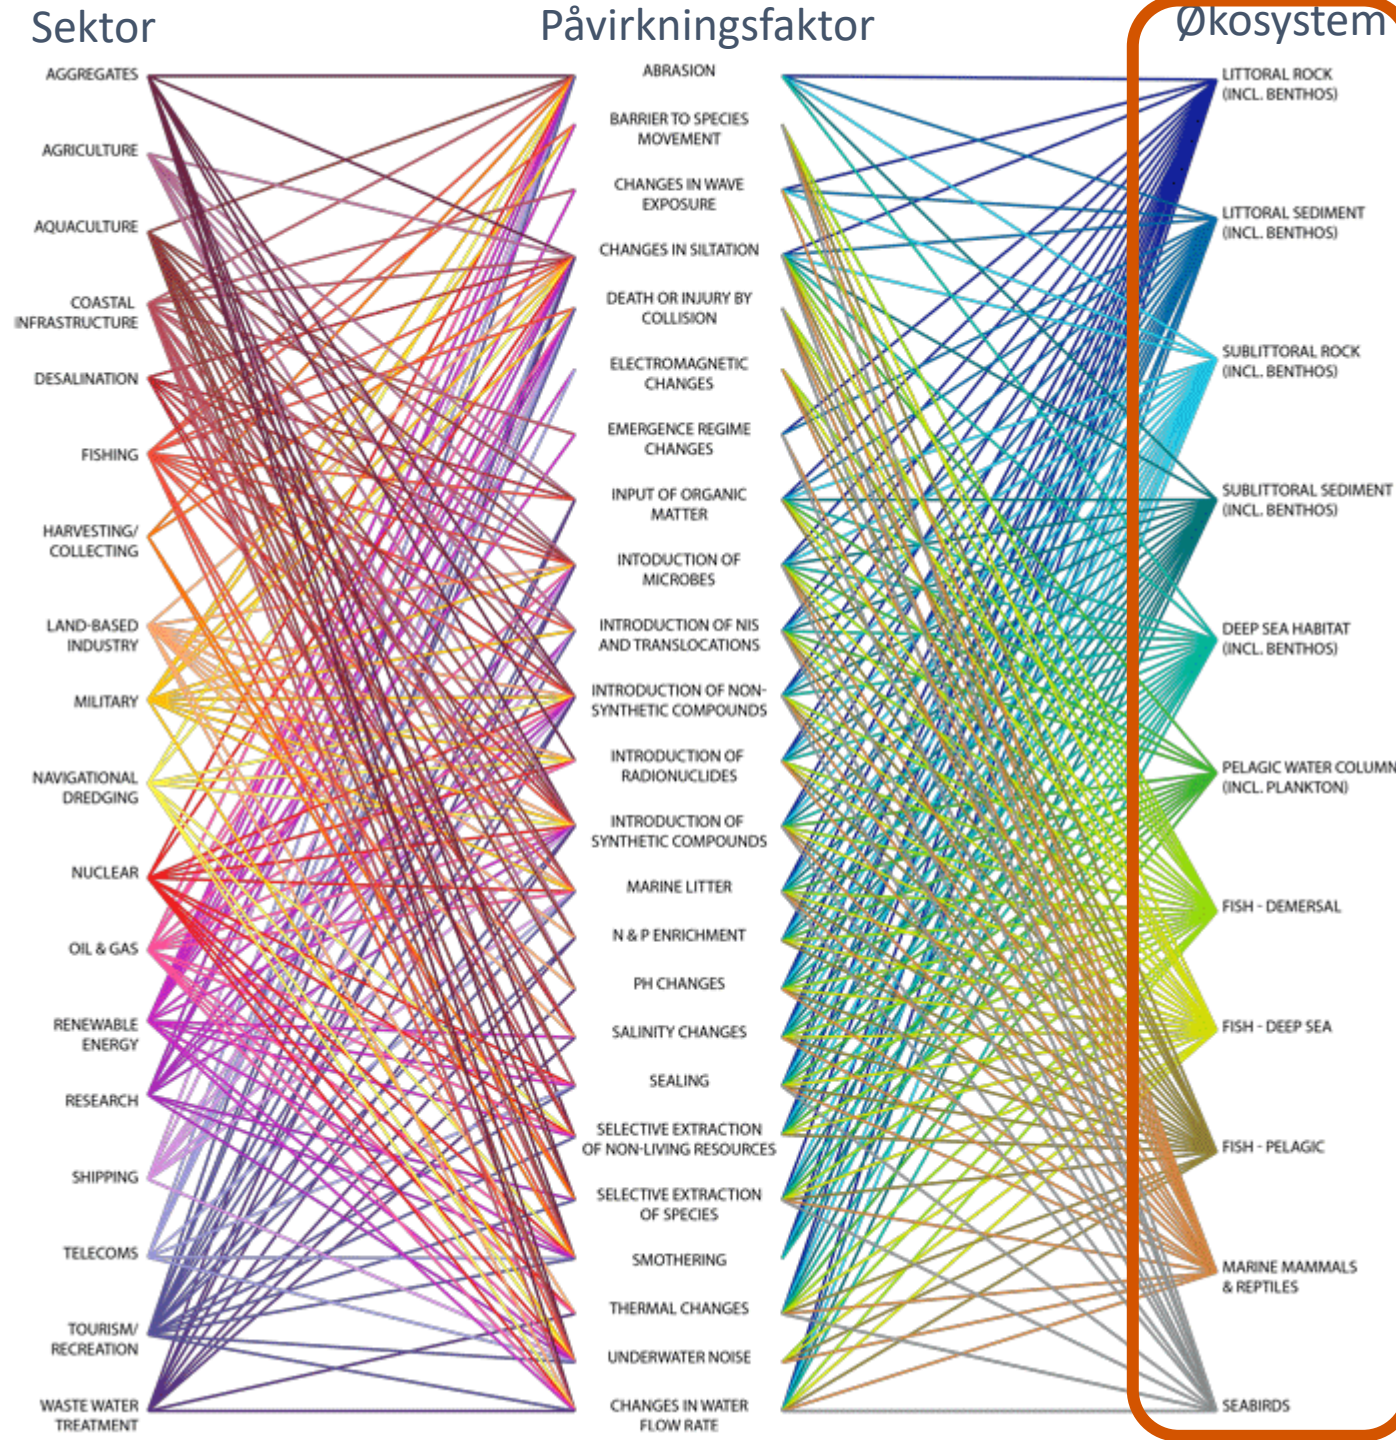 Sektor
Påvirkningsfaktor
Økosystem
AGGREGATES
AGRICULTURE
AQUACULTURE
COASTAL
INFRASTRUCTURE
DESALINATION
FISHING
HARVESTING/
COLLECTING
LAND-BASED
INDUSTRY
MILITARY
NAVIGATIONAL
DREDGING
NUCLEAR
OIL & GAS
RENEWABLE
ENERGY
RESEARCH
SHIPPING
TELECOMS
TOURISM/
RECREATION
WASTE WATER
TREATMENT
ABRASION
BARRIER TO SPECIES
MOVEMENT
CHANGES IN WAVE
EXPOSURE
CHANGES IN SILTATION
DEATH OR INJURY BY
COLLISION
ELECTROMAGNETIC
CHANGES
EMERGENCE REGIME
CHANGES
INPUT OF ORGANIC
MATTER
INTODUCTION OF
MICROBES
INTRODUCTION OF NIS
AND TRANSLOCATIONS
INTRODUCTION OF NON-
SYNTHETIC COMPOUNDS
INTRODUCTION OF
RADIONUCLIDES
INTRODUCTION OF
SYNTHETIC COMPOUNDS
MARINE LITTER
N & P ENRICHMENT
PH CHANGES
SALINITY CHANGES
SEALING
SELECTIVE EXTRACTION
OF NON-LIVING RESOURCES
SELECTIVE EXTRACTION
OF SPECIES
SMOTHERING
THERMAL CHANGES
UNDERWATER NOISE
CHANGES IN WATER
FLOW RATE
LITTORAL ROCK
(INCL. BENTHOS)
LITTORAL SEDIMENT
(INCL. BENTHOS)
SUBLITTORAL ROCK
(INCL. BENTHOS)
SUBLITTORAL SEDIMENT
(INCL. BENTHOS)
DEEP SEA HABITAT
(INCL. BENTHOS)
PELAGIC WATER COLUMN
(INCL. PLANKTON)
FISH - DEMERSAL
FISH - DEEP SEA
FISH - PELAGIC
MARINE MAMMALS
& REPTILES
SEABIRDS